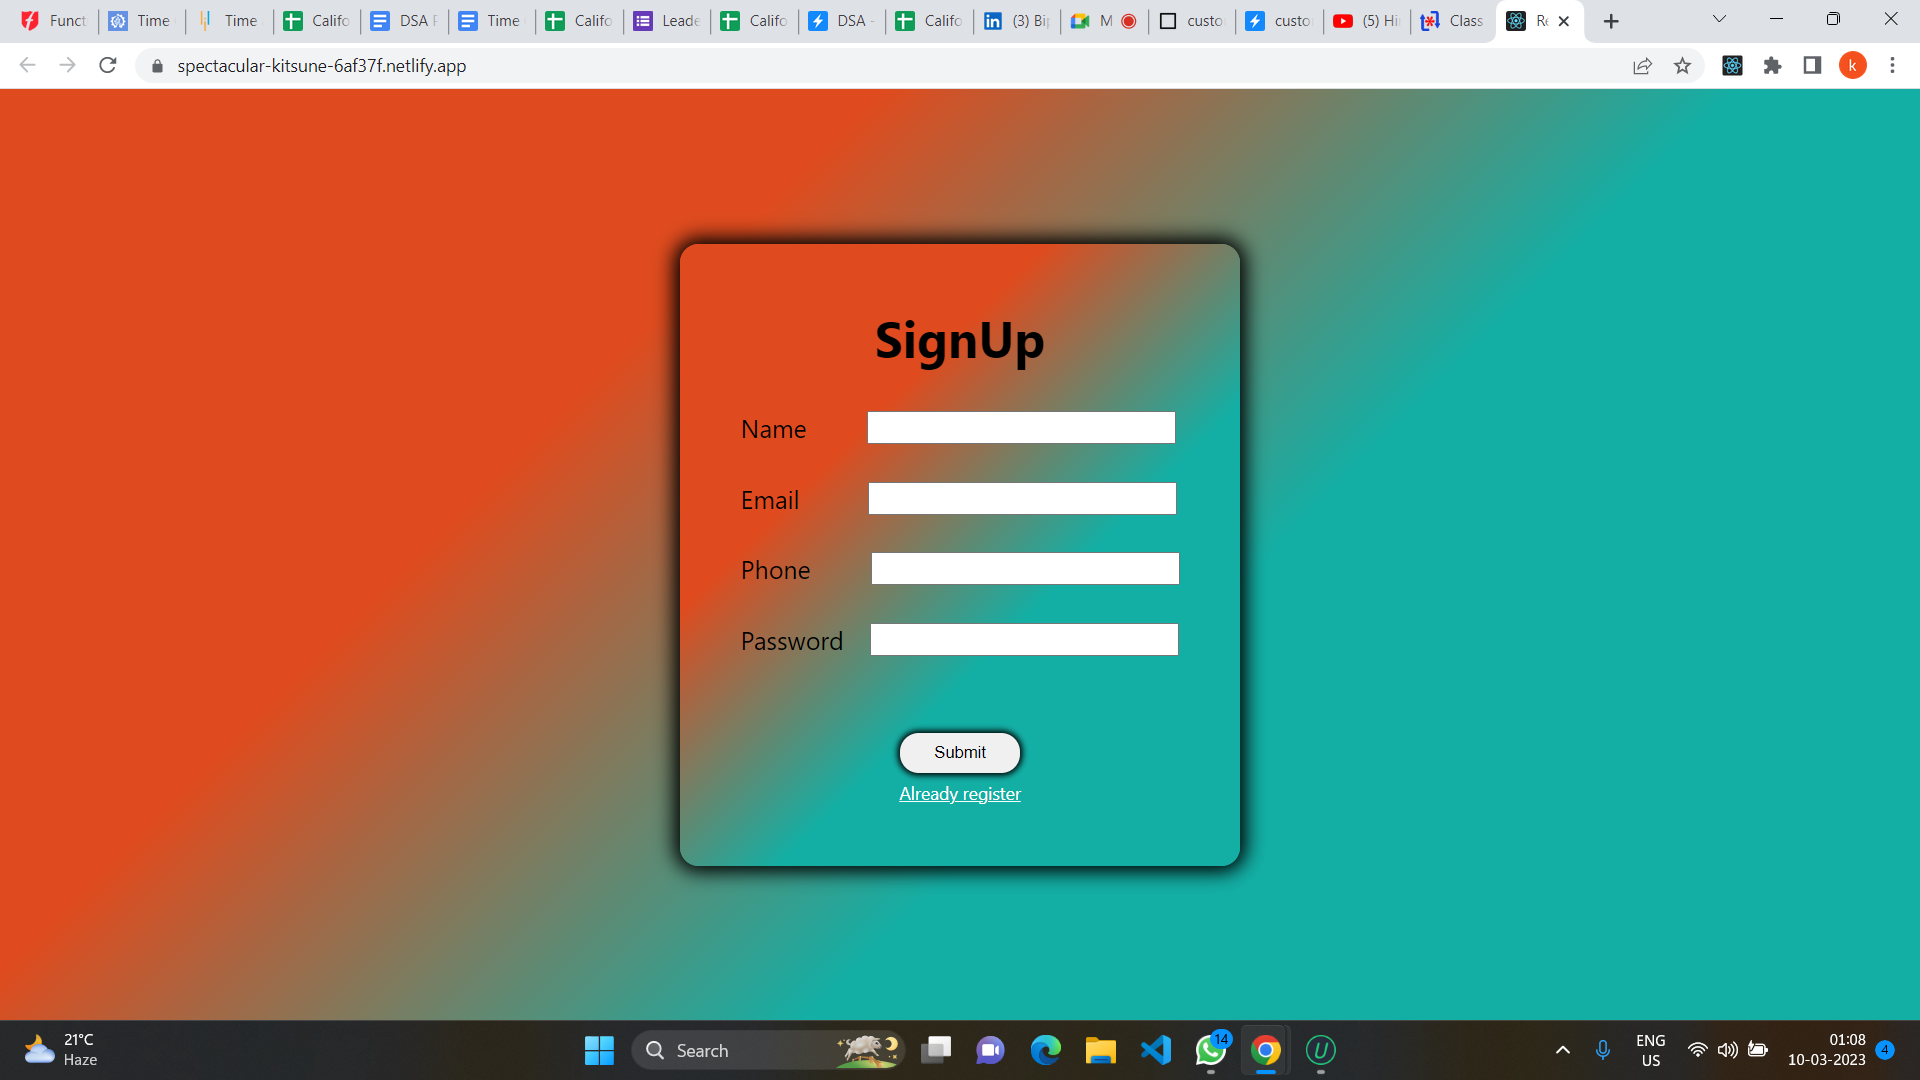 Funct
Time
Time
Califo
DSA
Time
Califo
Leade
Califo
DSA -
Califo
(3) Bip
M
custo
custo
(5) Hi
Class
Re
spectacular-kitsune-6af37f.netlify.app
k
SignUp
Name
Email
Phone
Password
Submit
Already register
21°C
Haze
Search
14
U
ENG
US
01:08
10-03-2023
4